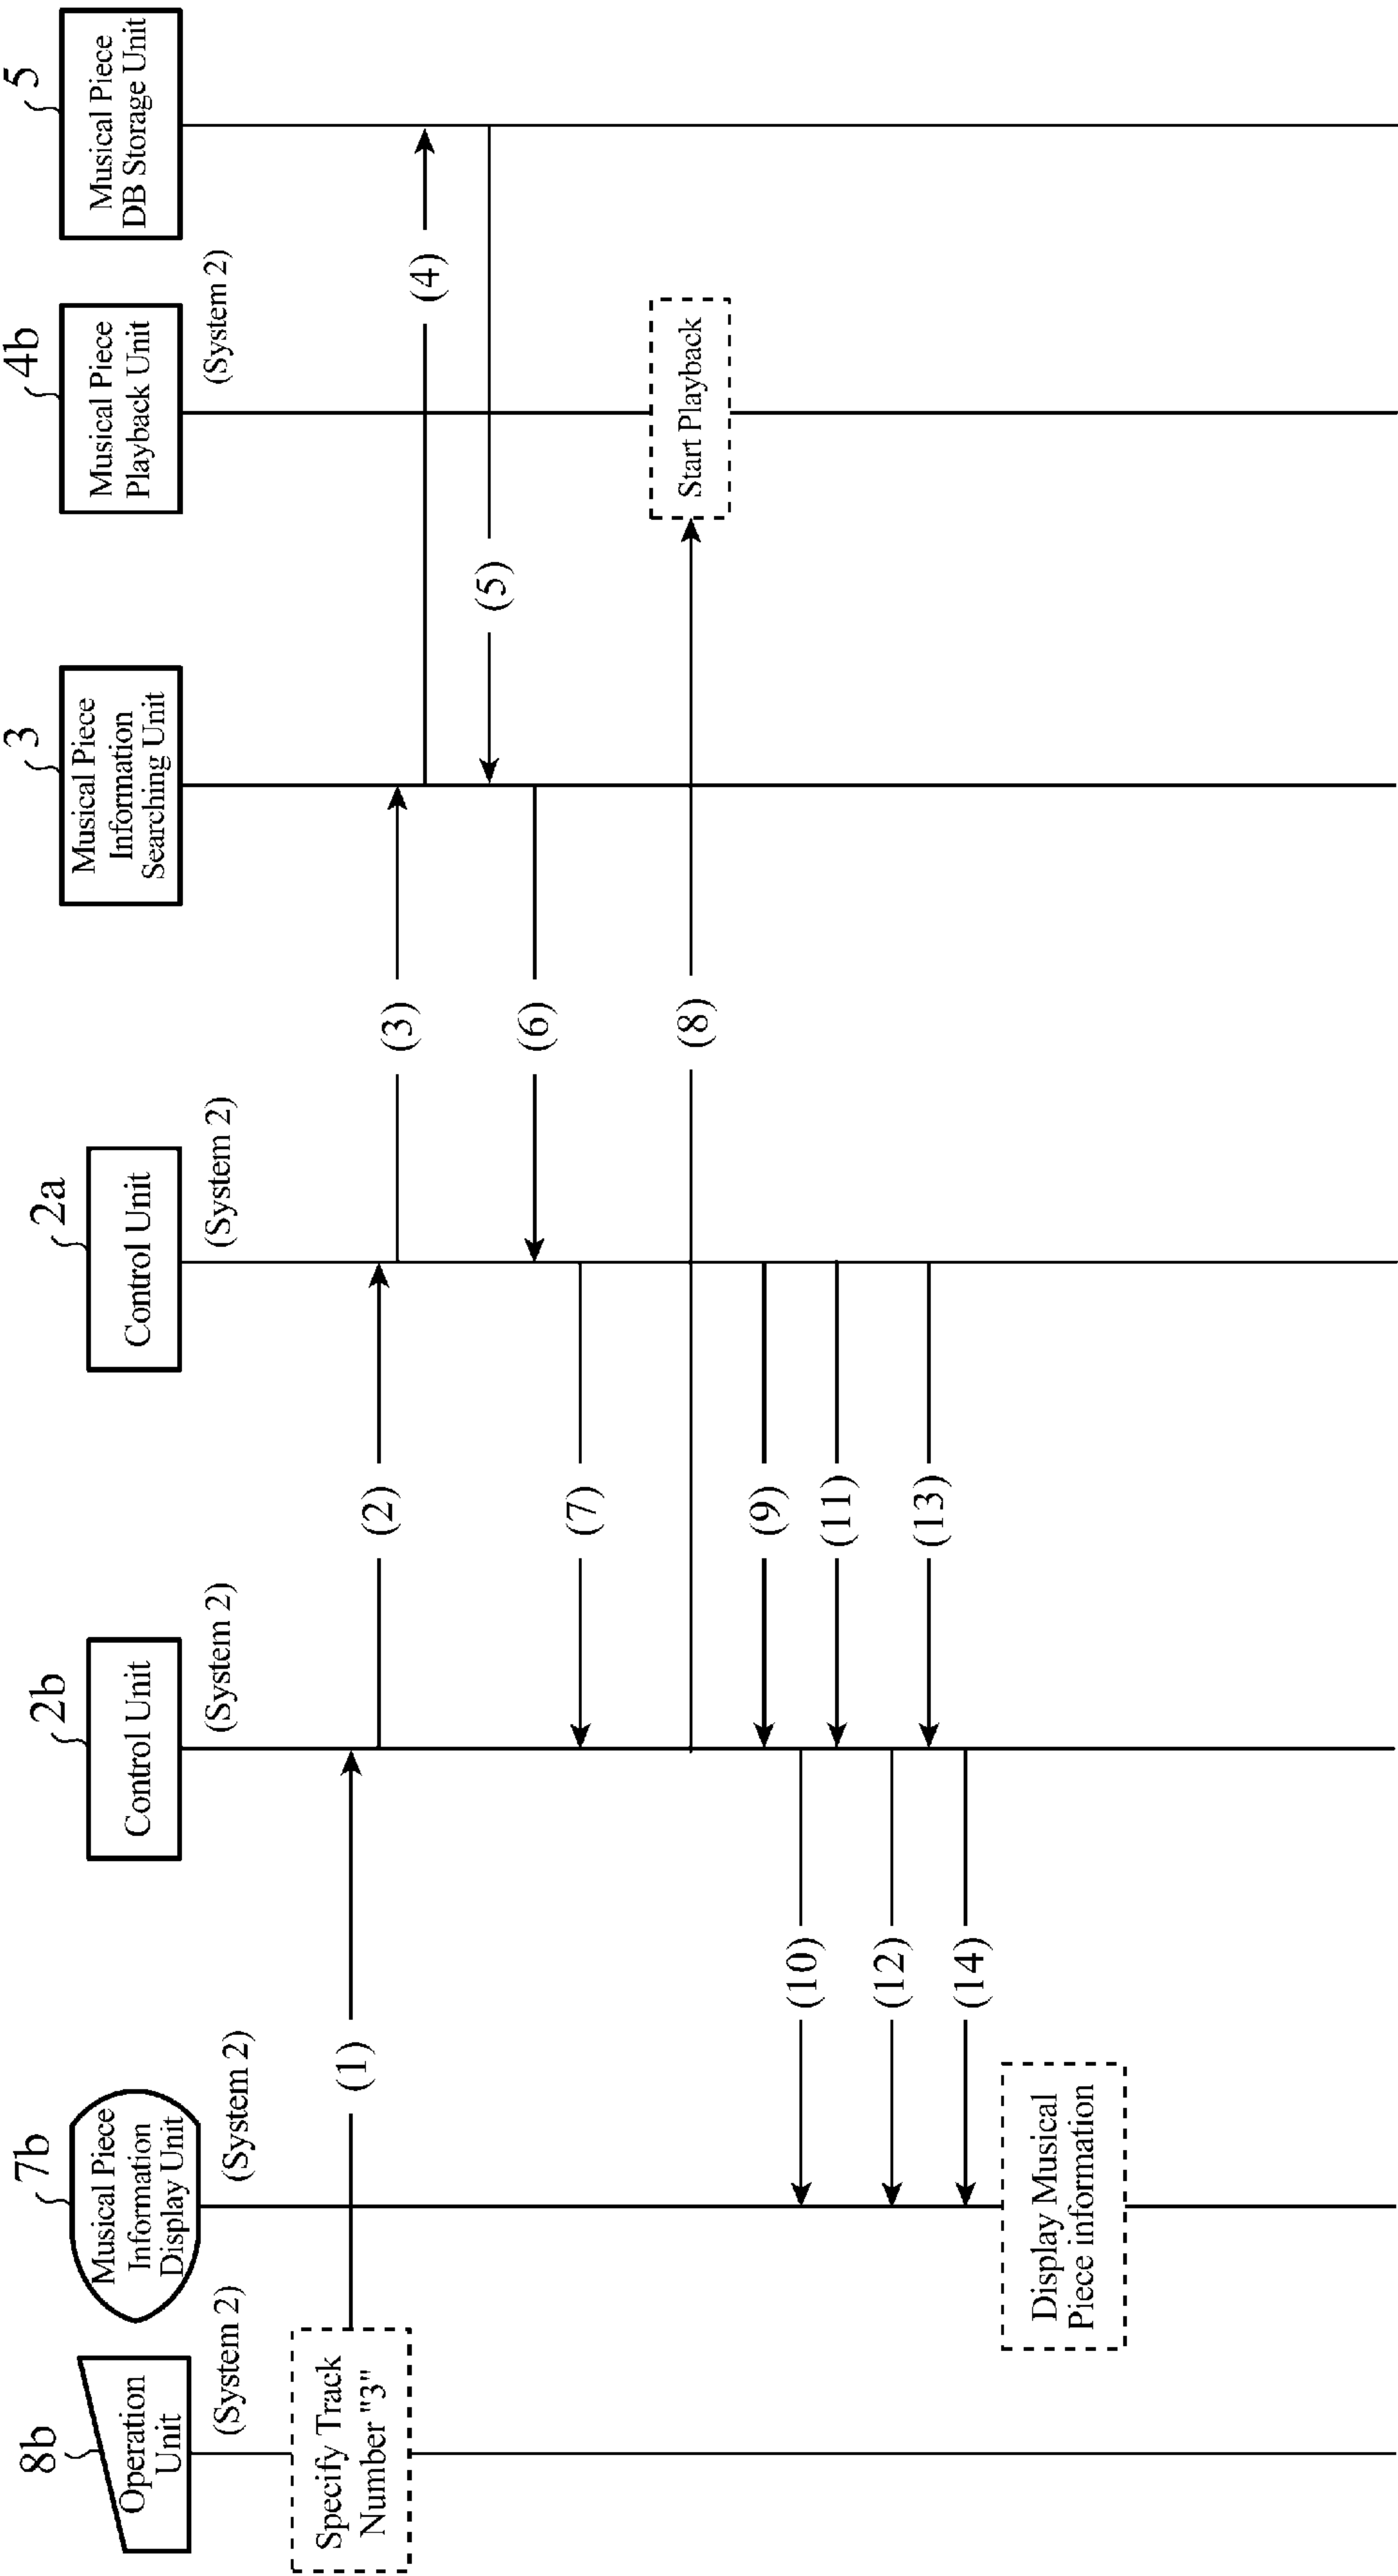 8b
Operation
Unit
(System 2)
7b
Musical Piece
Information
Display Unit
(System 2)
2b
Control Unit
(System 2)
2a
Control Unit
(System 2)
3
Musical Piece
Information
Searching Unit
4b
Musical Piece
Playback Unit
(System 2)
5
Musical Piece
DB Storage Unit
Specify Track
Number "3"
(1)
(2)
(3)
(4)
(5)
(6)
(7)
(8)
Start Playback
(9)
(10)
(11)
(12)
(13)
(14)
Display Musical
Piece information